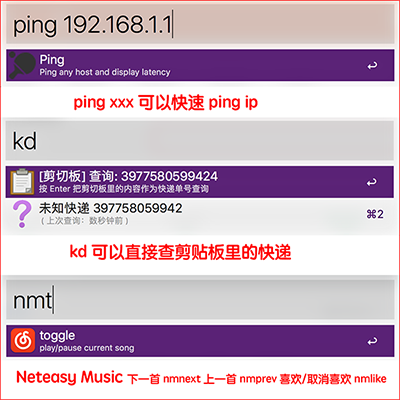 ping 192.168.1.1
Ping
Ping any host and display latency
ping xxx 可以快速 ping ip
kd
[剪切板] 查询: 3977580599424
按 Enter 把剪切板里的内容作为快递单号查询
未知快递 397758059942
( 上次查询：数秒钟前 )
⌘2
kd 可以直接查剪贴板里的快递
nmt
toggle
play/pause current song
Neteasy Music 下一首 nmnext 上一首 nmprev 喜欢/取消喜欢 nmlike